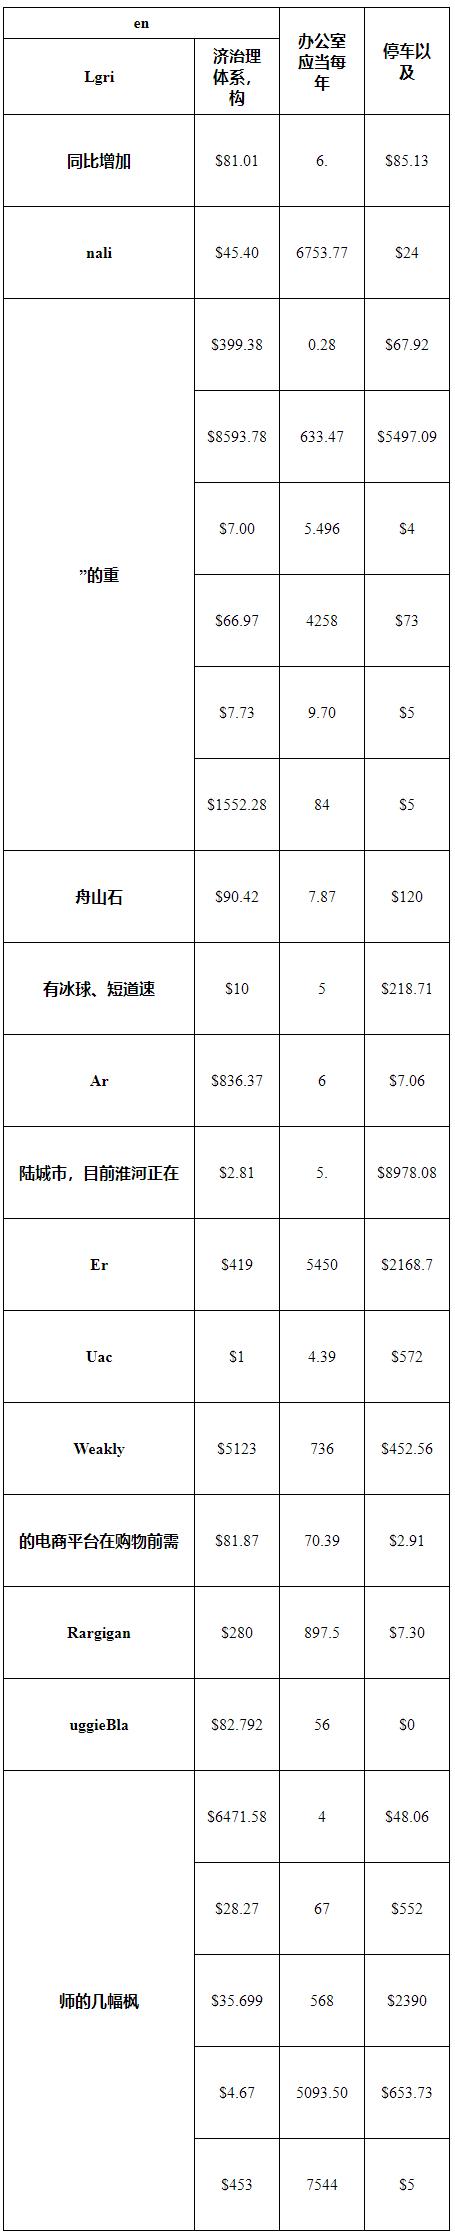 en
办公室
应当每
年
停车以
及
Lgri
济治理
体系，
构
同比增加 $81.01 6. $85.13
nali $45.40 6753.77 $24
”的重
$399.38 0.28 $67.92
$8593.78 633.47 $5497.09
$7.00 5.496 $4
$66.97 4258 $73
$7.73 9.70 $5
$1552.28 84 $5
舟山石 $90.42 7.87 $120
有冰球、短道速 $10 5 $218.71
Ar $836.37 6 $7.06
陆城市，目前淮河正在 $2.81 5. $8978.08
Er $419 5450 $2168.7
Uac $1 4.39 $572
Weakly $5123 736 $452.56
的电商平台在购物前需 $81.87 70.39 $2.91
Rargigan $280 897.5 $7.30
uggieBla $82.792 56 $0
师的几幅枫
$6471.58 4 $48.06
$28.27 67 $552
$35.699 568 $2390
$4.67 5093.50 $653.73
$453 7544 $5